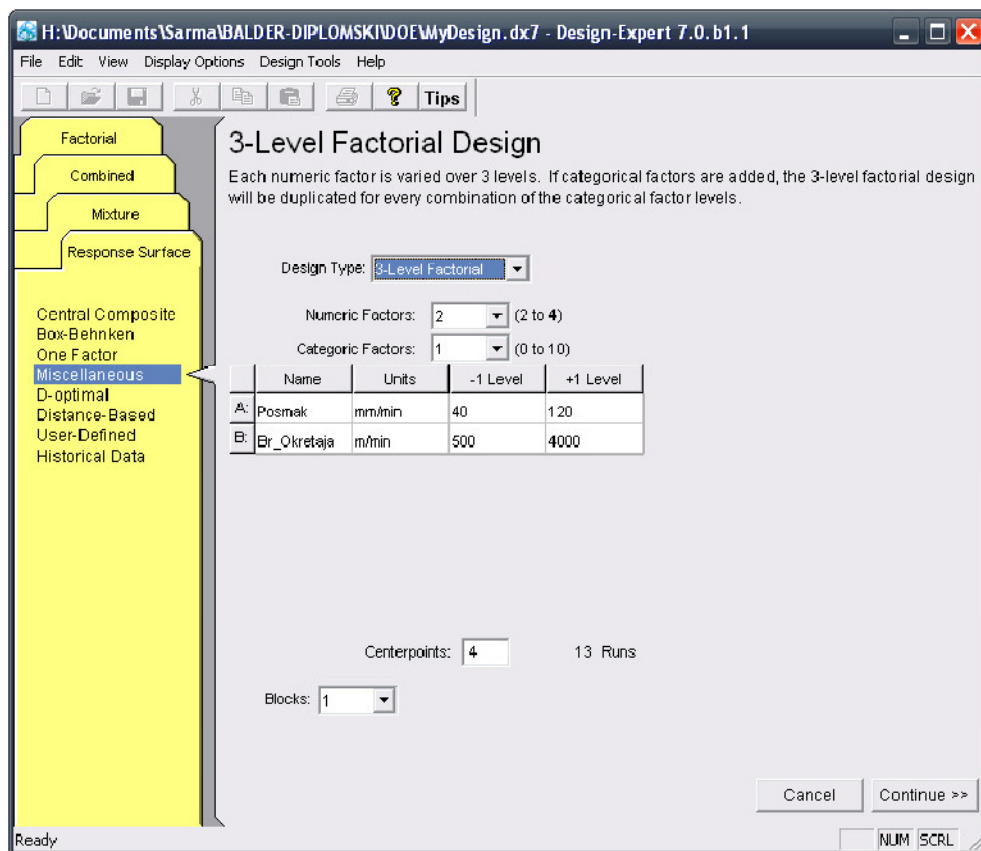 H:\Documents\Sarma\BALDER-DIPLOMSKI\DOE\MyDesign.dx7 - Design-Expert 7.0.b1.1
File Edit View Display Options Design Tools Help
? Tips
Factorial
Combined
Mixture
Response Surface
Central Composite
Box-Behnken
One Factor
Miscellaneous
D-optimal
Distance-Based
User-Defined
Historical Data
3-Level Factorial Design
Each numeric factor is varied over 3 levels. If categorical factors are added, the 3-level factorial design
will be duplicated for every combination of the categorical factor levels.
Design Type: 3-Level Factorial
Numeric Factors: 2 (2 to 4)
Categoric Factors: 1 (0 to 10)
Name Units -1 Level +1 Level
A: Posmak mm/min 40 120
B: Br_Okretaja m/min 500 4000
Centerpoints: 4 13 Runs
Blocks: 1
Cancel Continue >>
Ready NUM SCRL